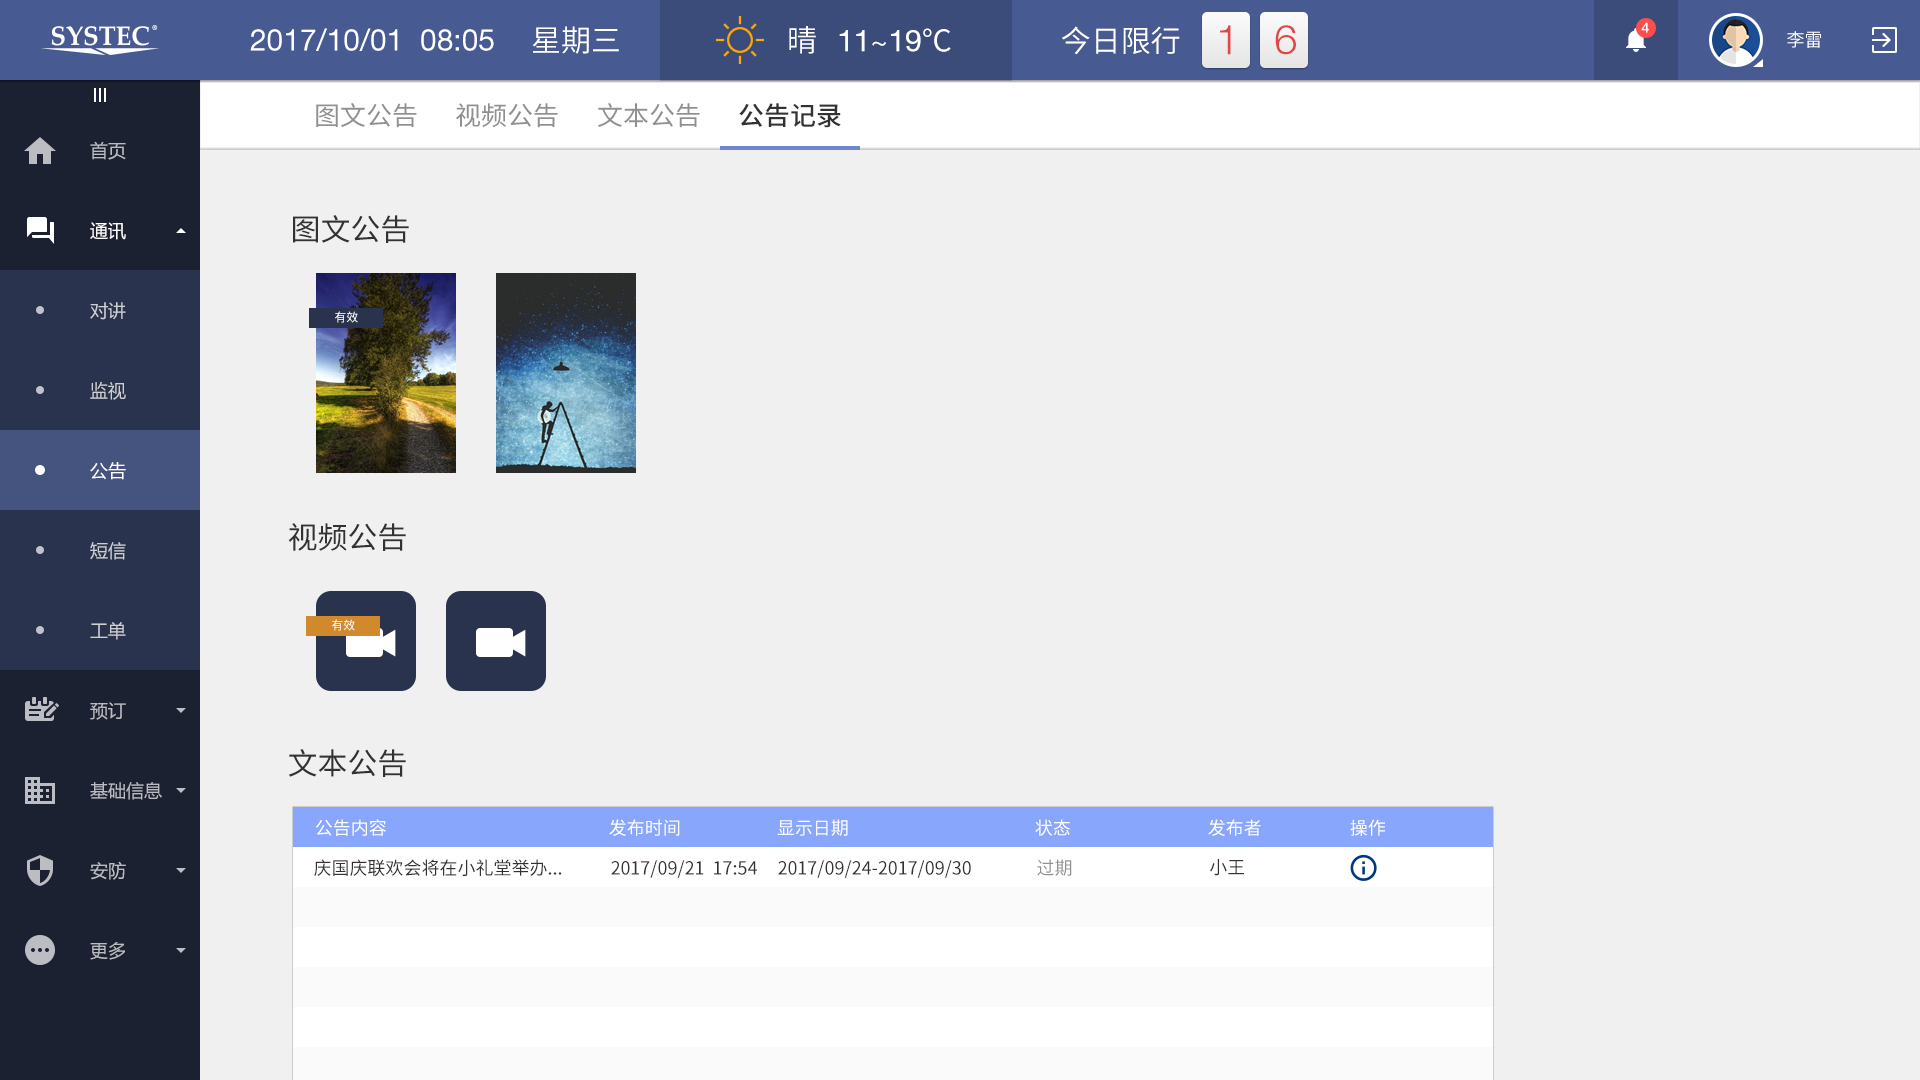 SYSTEC®
2017/10/01 08:05 星期三
晴 11~19℃
今日限行 1 6
4
李雷
图文公告 视频公告 文本公告 公告记录
首页
通讯
对讲
监视
公告
短信
工单
预订
基础信息
安防
更多
图文公告
有效
视频公告
有效
文本公告
公告内容 发布时间 显示日期 状态 发布者 操作
庆国庆联欢会将在小礼堂举办... 2017/09/21 17:54 2017/09/24-2017/09/30 过期 小王